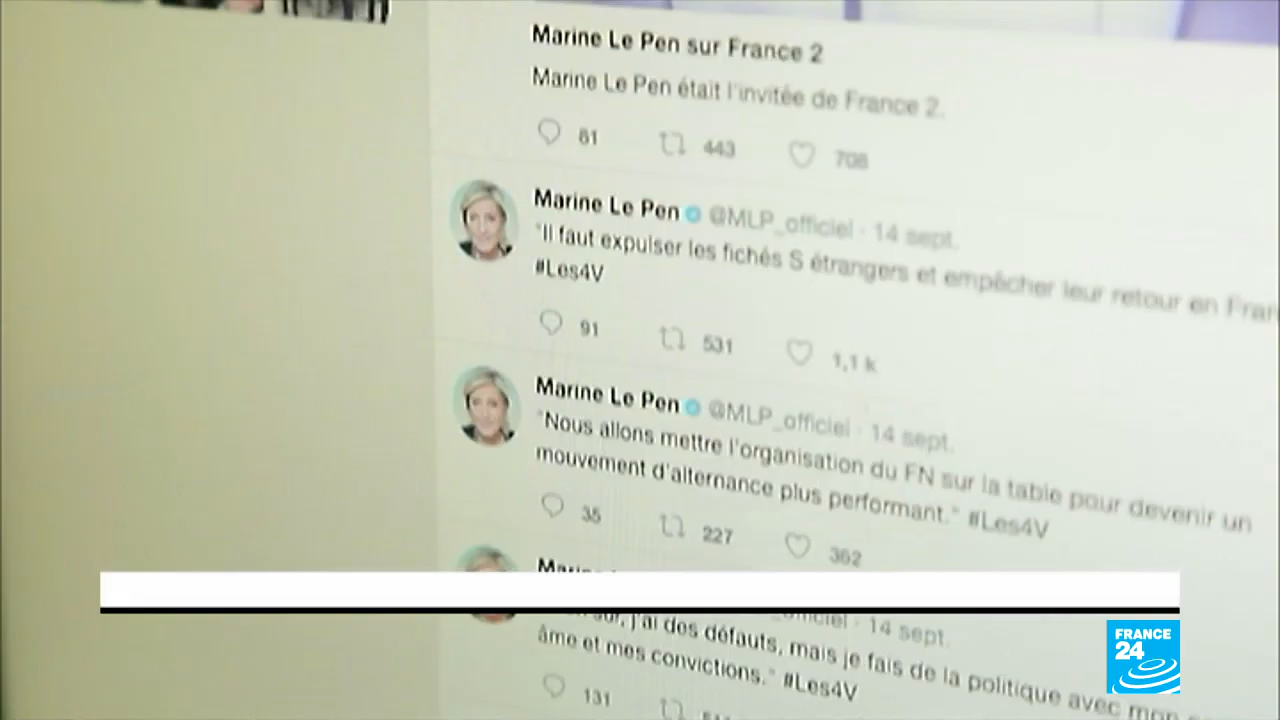 Marine Le Pen sur France 2
Marine Le Pen était l'invitée de France 2.
61 443 708
Marine Le Pen @MLP_officiel · 14 sept.
"Il faut expulser les fichés S étrangers et empêcher leur retour en Fran
#Les4V
91 531 1,1 k
Marine Le Pen @MLP_officiel · 14 sept.
"Nous allons mettre l'organisation du FN sur la table pour devenir un
mouvement d'alternance plus performant." #Les4V
35 227 362
14 sept.
j'ai des défauts, mais je fais de la politique avec mon
âme et mes convictions." #Les4V
131
FRANCE
24